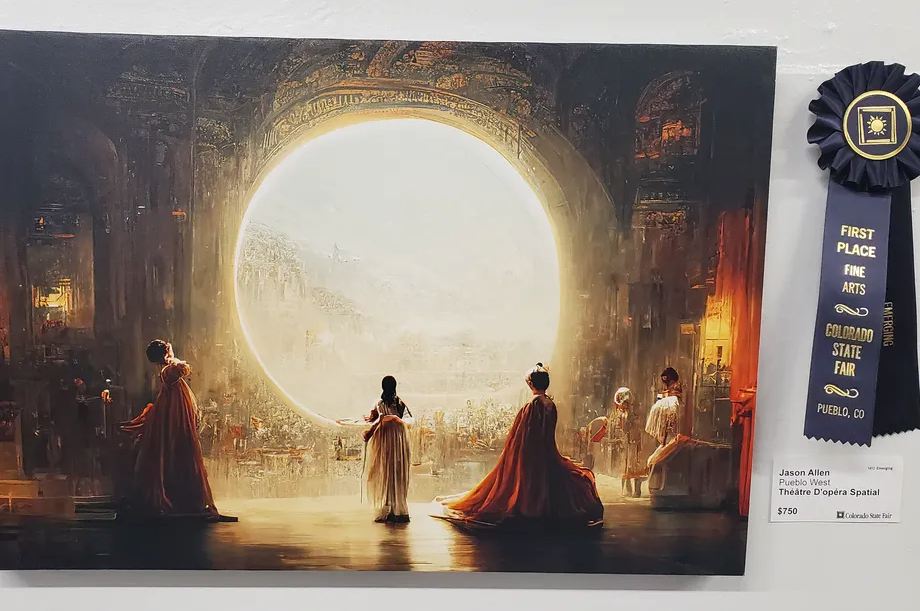 FIRST
PLACE
FINE
ARTS
COLORADO
STATE
FAIR
PUEBLO, CO
EMERGING
Jason Allen
Emerging
Pueblo West
Théâtre D'opéra Spatial
$750
Colorado State Fair